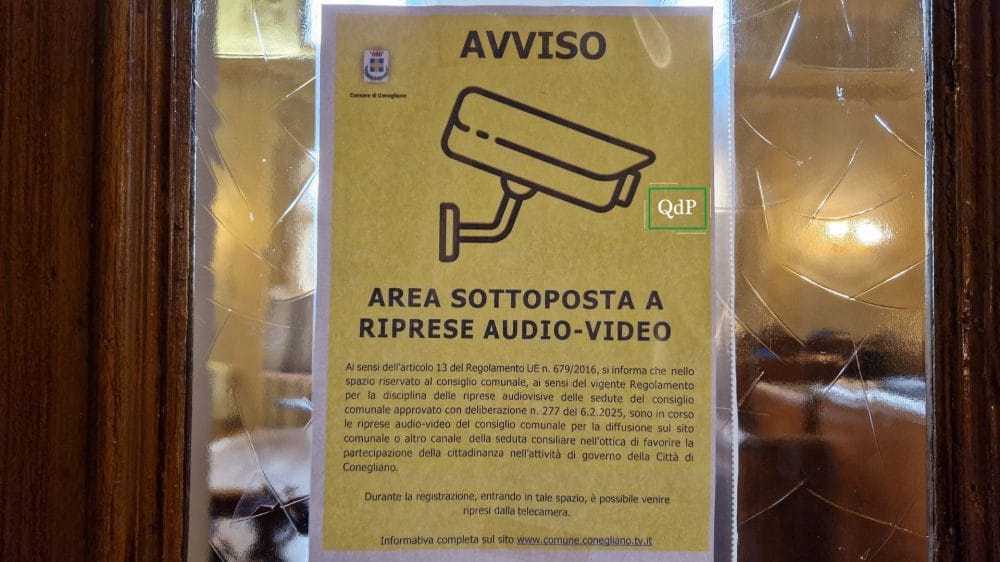 AVVISO
Comune di Conegliano
QdP
AREA SOTTOPOSTA A
RIPRESE AUDIO-VIDEO
Ai sensi dell'articolo 13 del Regolamento UE n. 679/2016, si informa che nello
spazio riservato al consiglio comunale, ai sensi del vigente Regolamento
per la disciplina delle riprese audiovisive delle sedute del consiglio
comunale approvato con deliberazione n. 277 del 6.2.2025, sono in corso
le riprese audio-video del consiglio comunale per la diffusione sul sito
comunale o altro canale della seduta consiliare nell'ottica di favorire la
partecipazione della cittadinanza nell'attività di governo della Città di
Conegliano.
Durante la registrazione, entrando in tale spazio, è possibile venire
ripresi dalla telecamera.
Informativa completa sul sito www.comune.conegliano.tv.it